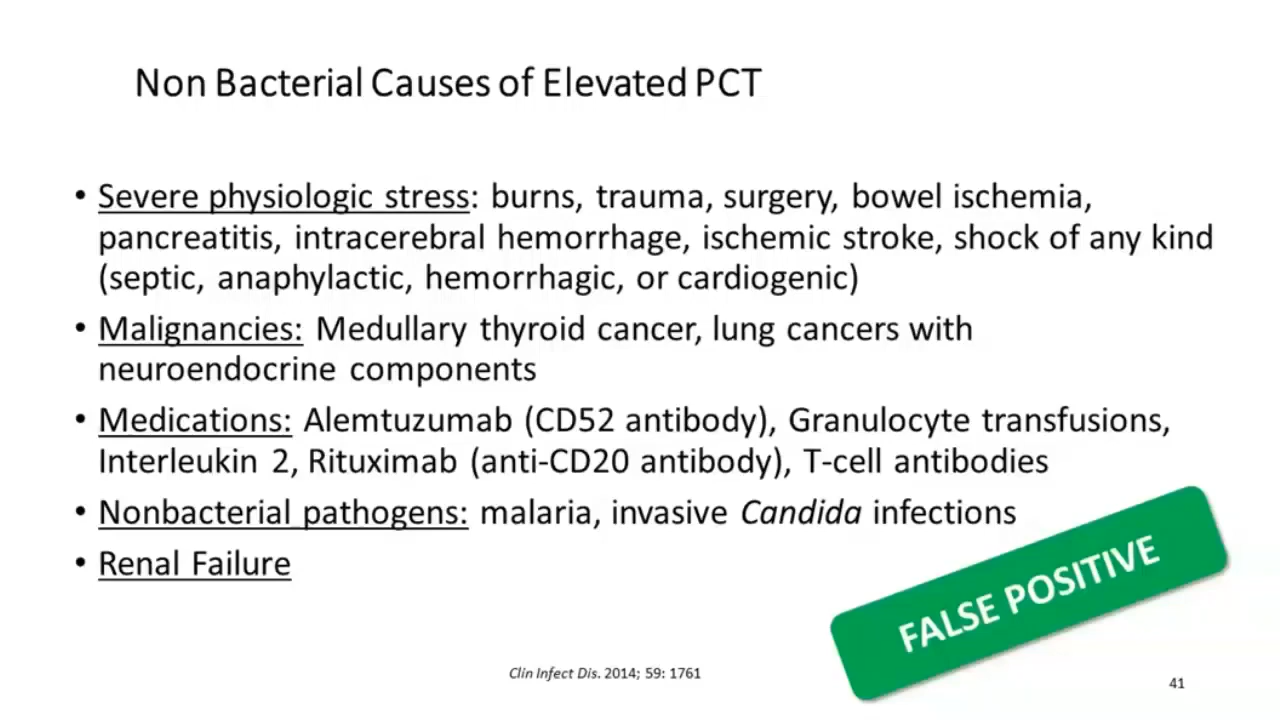 Non Bacterial Causes of Elevated PCT
• Severe physiologic stress: burns, trauma, surgery, bowel ischemia,
pancreatitis, intracerebral hemorrhage, ischemic stroke, shock of any kind
(septic, anaphylactic, hemorrhagic, or cardiogenic)
• Malignancies: Medullary thyroid cancer, lung cancers with
neuroendocrine components
• Medications: Alemtuzumab (CD52 antibody), Granulocyte transfusions,
Interleukin 2, Rituximab (anti-CD20 antibody), T-cell antibodies
• Nonbacterial pathogens: malaria, invasive Candida infections
• Renal Failure
FALSE POSITIVE
Clin Infect Dis. 2014; 59: 1761
41